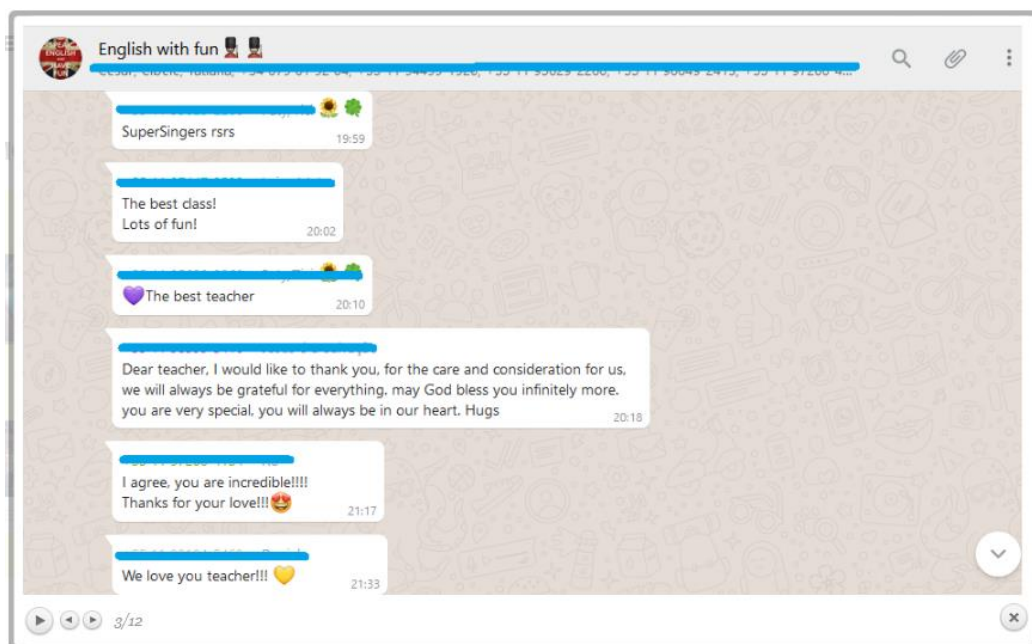 ENGLISH
HAVE
FUN
English with fun
SuperSingers rsrs
19:59
The best class!
Lots of fun!
20:02
The best teacher
20:10
Dear teacher, I would like to thank you, for the care and consideration for us,
we will always be grateful for everything. may God bless you infinitely more.
you are very special, you will always be in our heart. Hugs
20:18
I agree, you are incredible!!!!
Thanks for your love!!!
21:17
We love you teacher!!!
21:33
3/12